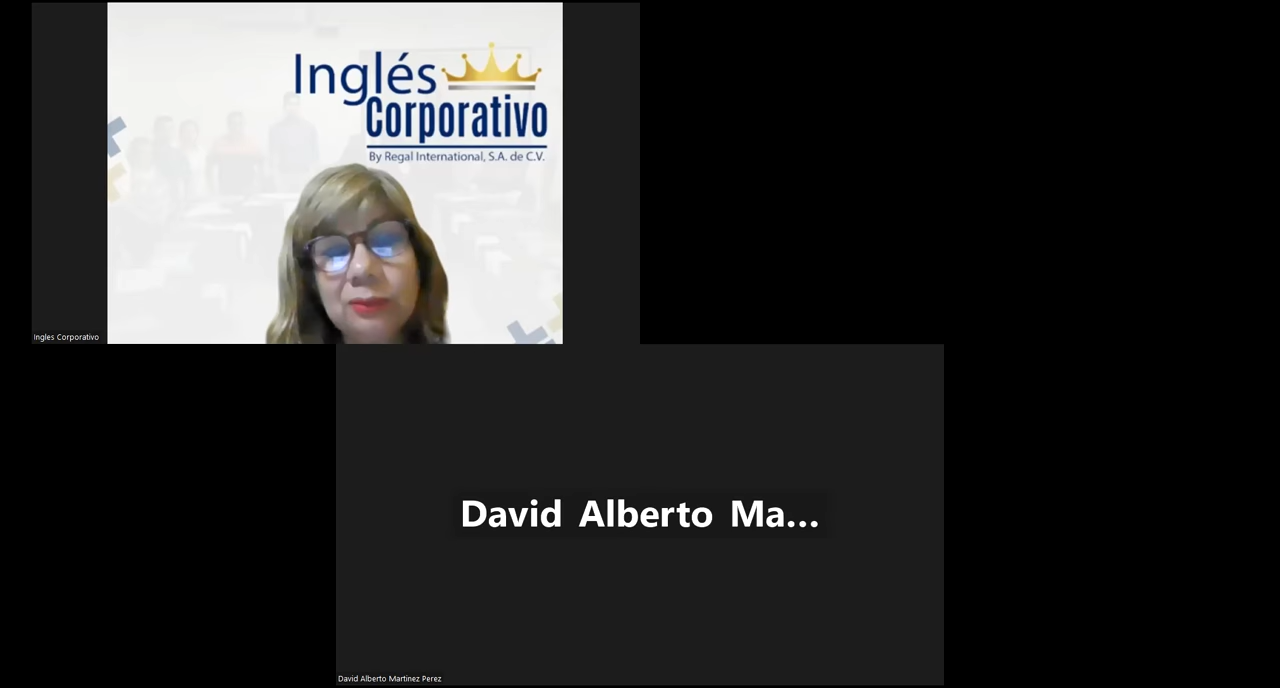 Inglés
Corporativo
By Regal International, S.A. de C.V.
Ingles Corporativo
David Alberto Ma...
David Alberto Martinez Perez